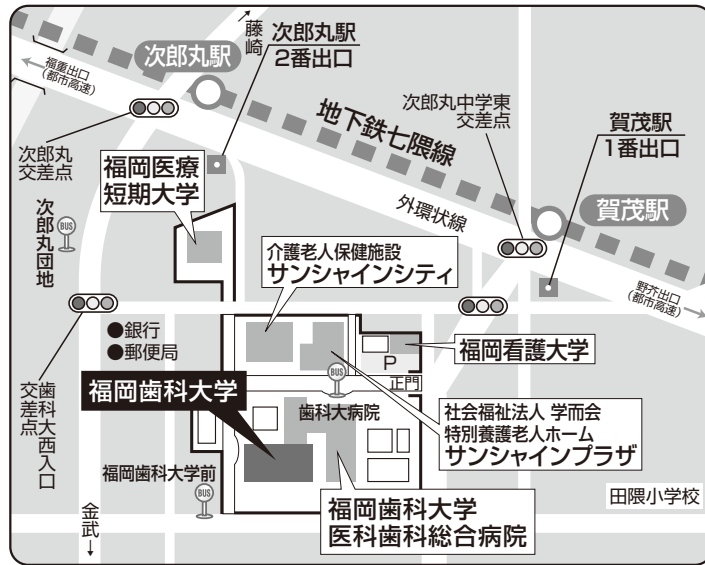 藤崎
次郎丸駅
2番出口
次郎丸駅
福重出口
(都市高速)
地下鉄七隈線
次郎丸中学東
交差点
賀茂駅
1番出口
次郎丸
交差点
福岡医療
短期大学
外環状線
賀茂駅
BUS
次郎丸団地
介護老人保健施設
サンシャインシティ
野芥出口
(都市高速)
●銀行
●郵便局
P
福岡看護大学
正門
BUS
福岡歯科大学
歯科大病院
歯科大西入口
交差点
社会福祉法人 学而会
特別養護老人ホーム
サンシャインプラザ
福岡歯科大学前
BUS
田隈小学校
金武
福岡歯科大学
医科歯科総合病院